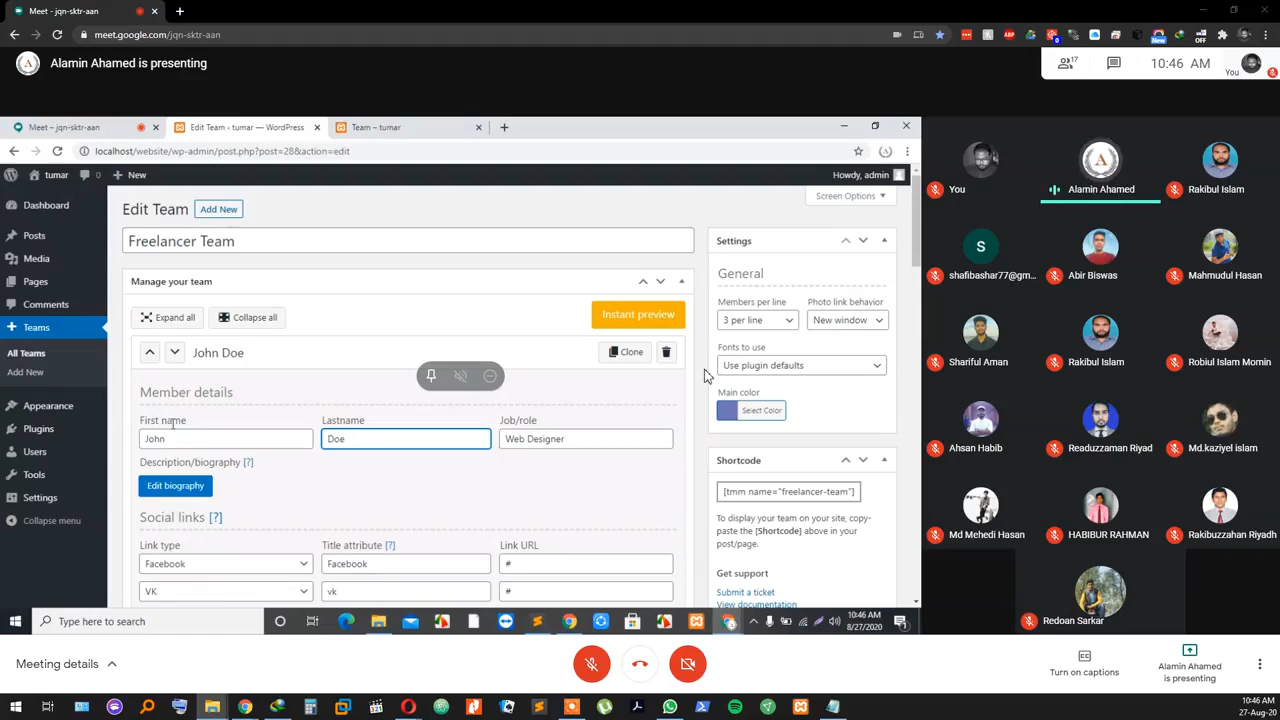 Meet - jqn-sktr-aan
meet.google.com/jqn-sktr-aan
New
OFF
Alamin Ahamed is presenting
17
10:46 AM
You
Meet – jqn-sktr-aan
Edit Team ‹ tumar — WordPress
Team – tumar
localhost/website/wp-admin/post.php?post=28&action=edit
tumar
0
New
Howdy, admin
Dashboard
Posts
Media
Pages
Comments
Teams
All Teams
Add New
Appearance
Plugins
Users
Tools
Settings
Collapse menu
Screen Options
Edit Team
Add New
Freelancer Team
Manage your team
Expand all
Collapse all
Instant preview
John Doe
Clone
Member details
First name
Lastname
Job/role
John
Doe
Web Designer
Description/biography [?]
Edit biography
Social links [?]
Link type
Title attribute [?]
Link URL
Facebook
Facebook
#
VK
vk
#
Settings
General
Members per line
Photo link behavior
3 per line
New window
Fonts to use
Use plugin defaults
Main color
Select Color
Shortcode
[tmm name="freelancer-team"]
To display your team on your site, copy-
paste the [Shortcode] above in your
post/page.
Get support
Submit a ticket
View documentation
Type here to search
10:46 AM
8/27/2020
You
Alamin Ahamed
Rakibul Islam
S
shafibashar77@gm...
Abir Biswas
Mahmudul Hasan
Shariful Aman
Rakibul Islam
Robiul Islam Momin
Ahsan Habib
Readuzzaman Riyad
Md.kaziyel islam
Md Mehedi Hasan
HABIBUR RAHMAN
Rakibuzzahan Riyadh
Redoan Sarkar
Meeting details
Turn on captions
Alamin Ahamed
is presenting
10:46 AM
27-Aug-20